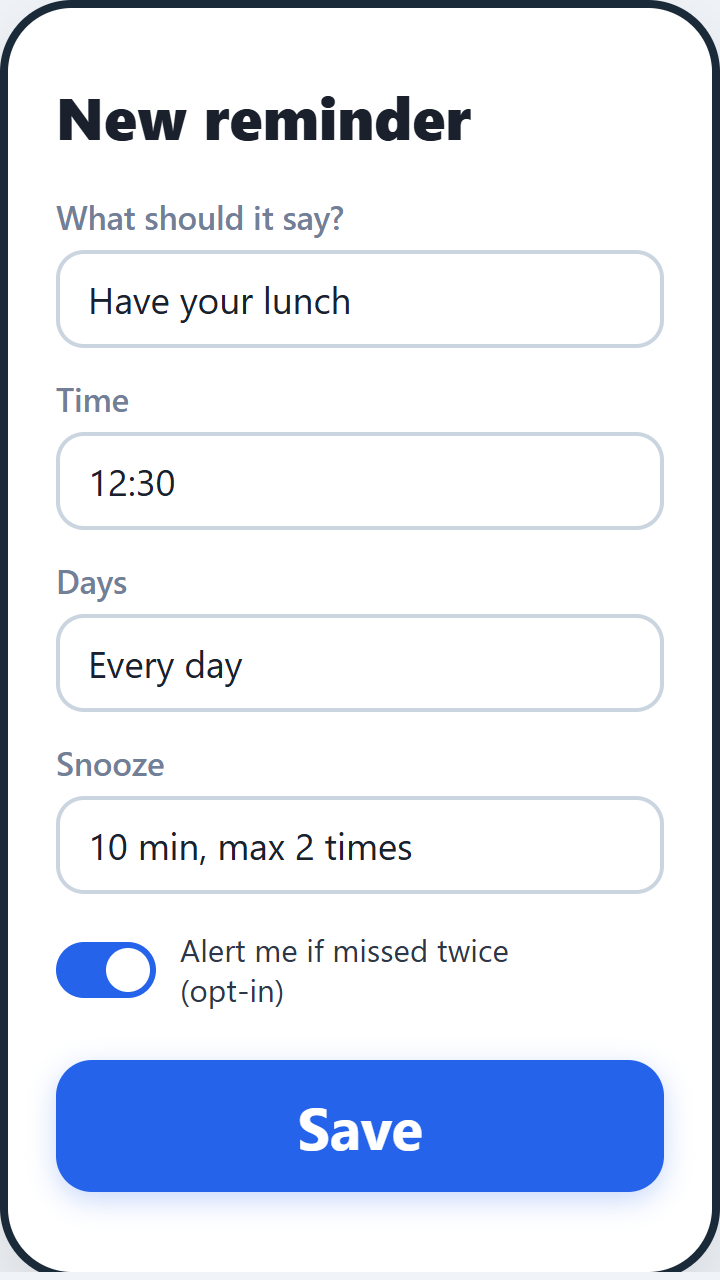 New reminder
What should it say?
Have your lunch
Time
12:30
Days
Every day
Snooze
10 min, max 2 times
Alert me if missed twice
(opt-in)
Save